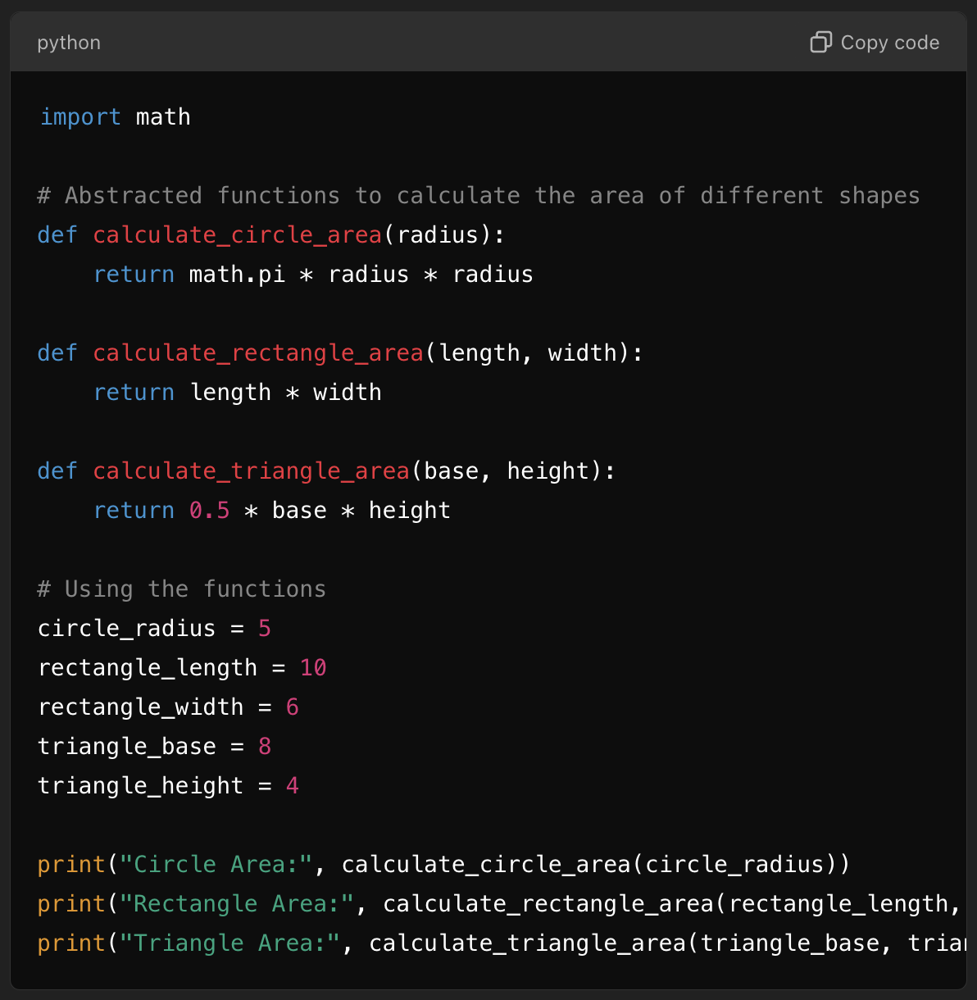 python
Copy code
import math
# Abstracted functions to calculate the area of different shapes
def calculate_circle_area(radius):
    return math.pi * radius * radius
def calculate_rectangle_area(length, width):
    return length * width
def calculate_triangle_area(base, height):
    return 0.5 * base * height
# Using the functions
circle_radius = 5
rectangle_length = 10
rectangle_width = 6
triangle_base = 8
triangle_height = 4
print("Circle Area:", calculate_circle_area(circle_radius))
print("Rectangle Area:", calculate_rectangle_area(rectangle_length,
print("Triangle Area:", calculate_triangle_area(triangle_base,